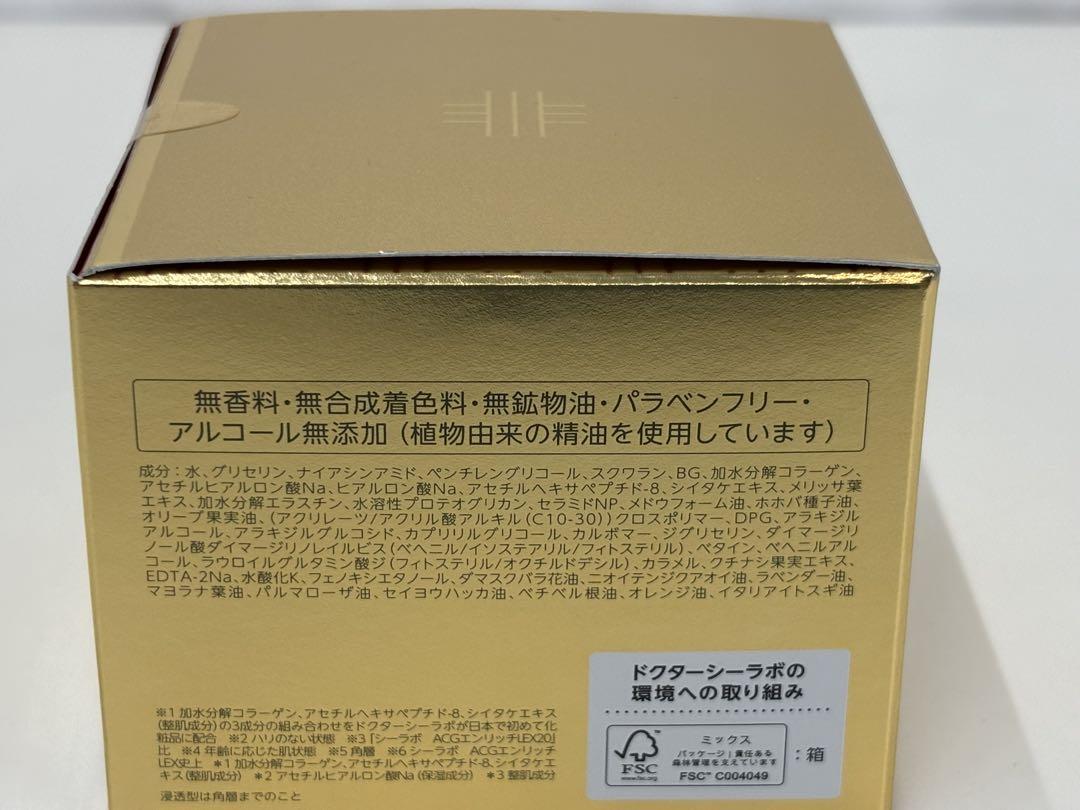 無香料・無合成着色料・無鉱物油・パラベンフリー・
アルコール無添加（植物由来の精油を使用しています）
成分：水、グリセリン、ナイアシンアミド、ペンチレングリコール、スクワラン、BG、加水分解コラーゲン、
アセチルヒアルロン酸Na、ヒアルロン酸Na、アセチルヘキサペプチド-8、シイタケエキス、メリッサ葉
エキス、加水分解エラスチン、水溶性プロテオグリカン、セラミドNP、メドウフォーム油、ホホバ種子油、
オリーブ果実油、（アクリレーツ/アクリル酸アルキル（C10-30））クロスポリマー、DPG、アラキジル
アルコール、アラキジルグルコシド、カプリリルグリコール、カルボマー、ジグリセリン、ダイマージリ
ノール酸ダイマージリノレイルビス（ベヘニル/イソステアリル/フィトステリル）、ベタイン、ベヘニルアル
コール、ラウロイルグルタミン酸ジ（フィトステリル/オクチルドデシル）、カラメル、クチナシ果実エキス、
EDTA-2Na、水酸化K、フェノキシエタノール、ダマスクバラ花油、ニオイテンジクアオイ油、ラベンダー油、
マヨラナ葉油、パルマローザ油、セイヨウハッカ油、ベチベル根油、オレンジ油、イタリアイトスギ油
※1 加水分解コラーゲン、アセチルヘキサペプチド-8、シイタケエキス
（整肌成分）の3成分の組み合わせをドクターシーラボが日本で初めて化
粧品に配合 ※2 ハリのない状態 ※3「シーラボ ACGエンリッチLEX20」
比 ※4 年齢に応じた肌状態 ※5 角層 ※6 シーラボ ACGエンリッチ
LEX史上 *1 加水分解コラーゲン、アセチルヘキサペプチド-8、シイタケエ
キス（整肌成分） *2 アセチルヒアルロン酸Na（保湿成分） *3 整肌成分
浸透型は角層までのこと
ドクターシーラボの
環境への取り組み
FSC
www.fsc.org
ミックス
パッケージ｜責任ある
森林管理を支えています
FSC™ C004049
：箱